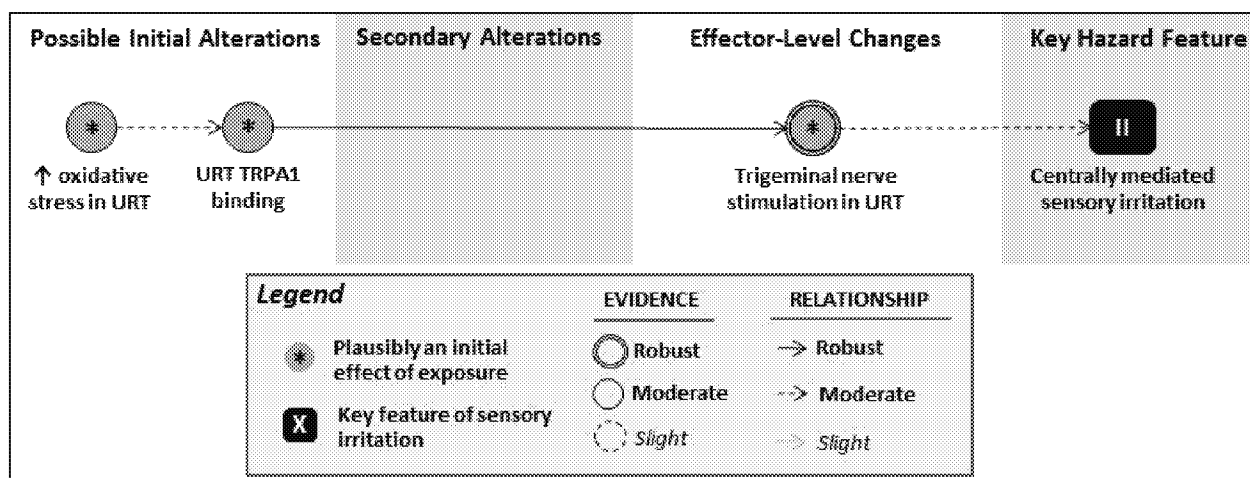 Possible Initial Alterations
Secondary Alterations
Effector-Level Changes
Key Hazard Feature
*
*
*
II
↑ oxidative
stress in URT
URT TRPA1
binding
Trigeminal nerve
stimulation in URT
Centrally mediated
sensory irritation
Legend
EVIDENCE
RELATIONSHIP
* Plausibly an initial
effect of exposure
X Key feature of sensory
irritation
Robust
Moderate
Slight
Robust
Moderate
Slight